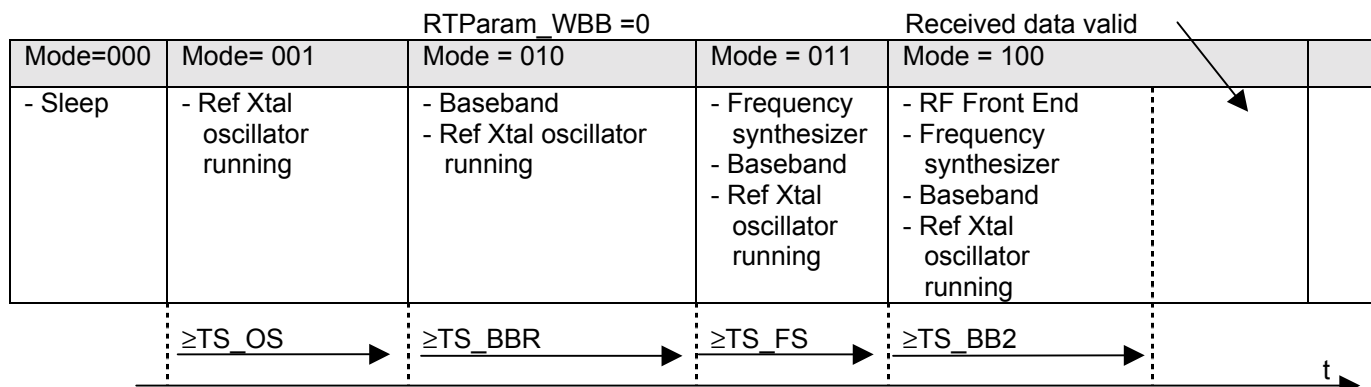 RTParam_WBB =0
Received data valid
Mode=000
Mode= 001
Mode = 010
Mode = 011
Mode = 100
- Sleep
- Ref Xtal
oscillator
running
- Baseband
- Ref Xtal oscillator
running
- Frequency
synthesizer
- Baseband
- Ref Xtal
oscillator
running
- RF Front End
- Frequency
synthesizer
- Baseband
- Ref Xtal
oscillator
running
≥TS_OS
≥TS_BBR
≥TS_FS
≥TS_BB2
t